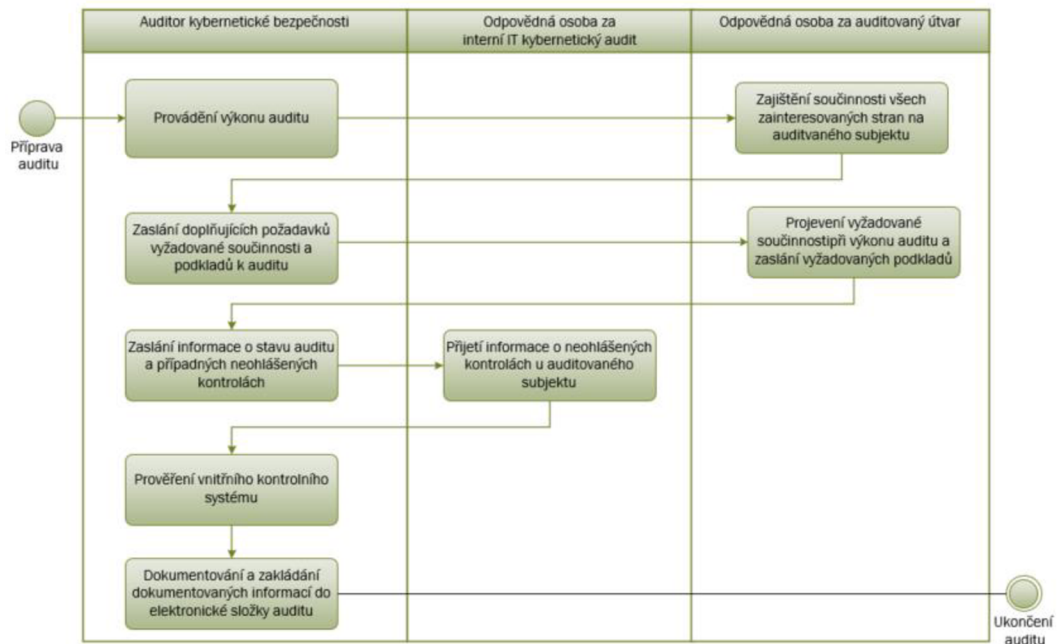 Auditor kybernetické bezpečnosti
Odpovědná osoba za
interní IT kybernetický audit
Odpovědná osoba za auditovaný útvar
Příprava
auditu
Provádění výkonu auditu
Zajištění součinnosti všech
zainteresovaných stran na
auditvaného subjektu
Zaslání doplňujících požadavků
vyžadované součinnosti a
podkladů k auditu
Projevení vyžadované
součinnostipři výkonu auditu a
zaslání vyžadovaných podkladů
Zaslání informace o stavu auditu
a případných neohlášených
kontrolách
Přijetí informace o neohlášených
kontrolách u auditovaného
subjektu
Prověření vnitřního kontrolního
systému
Dokumentování a zakládání
dokumentovaných informací do
elektronické složky auditu
Ukončení
auditu